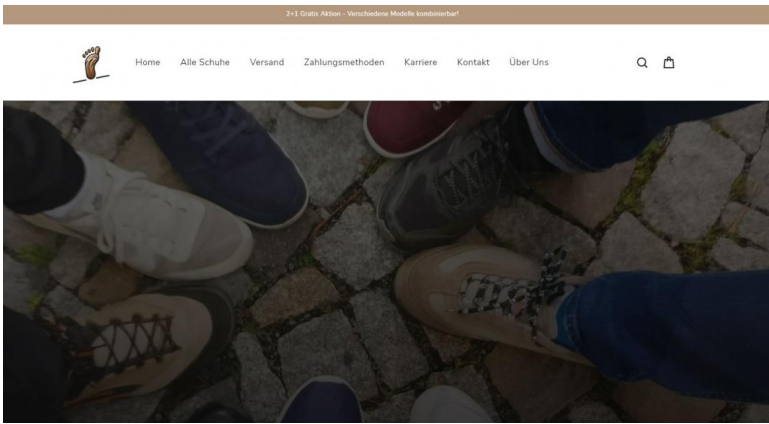 2+1 Gratis Aktion - Verschiedene Modelle kombinierbar!
Home Alle Schuhe Versand Zahlungsmethoden Karriere Kontakt Über Uns